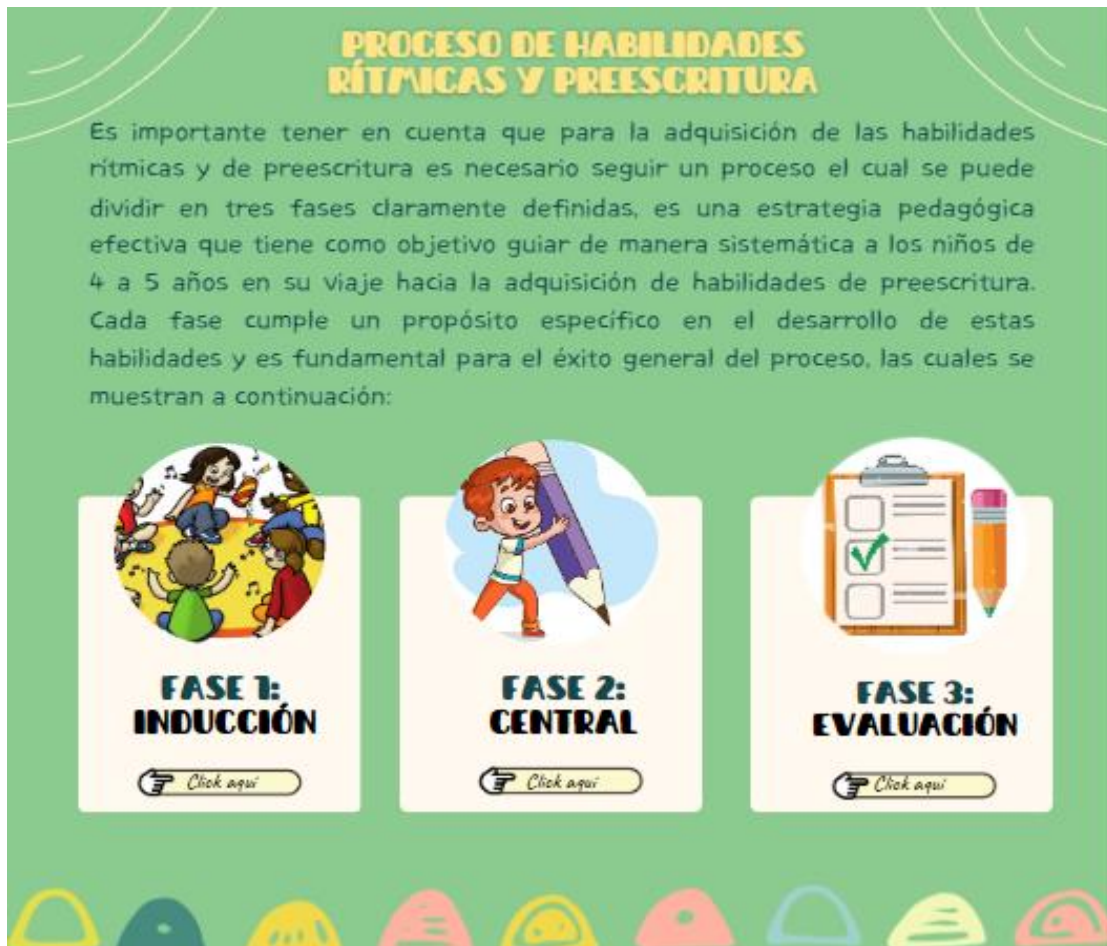 PROCESO DE HABILIDADES
RÍTMICAS Y PREESCRITURA
Es importante tener en cuenta que para la adquisición de las habilidades
rítmicas y de preescritura es necesario seguir un proceso el cual se puede
dividir en tres fases claramente definidas, es una estrategia pedagógica
efectiva que tiene como objetivo guiar de manera sistemática a los niños de
4 a 5 años en su viaje hacia la adquisición de habilidades de preescritura.
Cada fase cumple un propósito específico en el desarrollo de estas
habilidades y es fundamental para el éxito general del proceso, las cuales se
muestran a continuación:
FASE 1:
INDUCCIÓN
Click aquí
FASE 2:
CENTRAL
Click aquí
FASE 3:
EVALUACIÓN
Click aquí